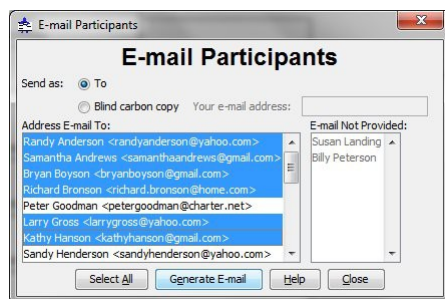 E-mail Participants
E-mail Participants
Send as: To
Blind carbon copy Your e-mail address:
Address E-mail To: E-mail Not Provided:
Randy Anderson <randyanderson@yahoo.com> Susan Landing
Samantha Andrews <samanthaandrews@gmail.com> Billy Peterson
Bryan Boyson <bryanboyson@gmail.com>
Richard Bronson <richard.bronson@home.com>
Peter Goodman <petergoodman@charter.net>
Larry Gross <larrygross@yahoo.com>
Kathy Hanson <kathyhanson@gmail.com>
Sandy Henderson <sandyhenderson@yahoo.com>
Select All Generate E-mail Help Close